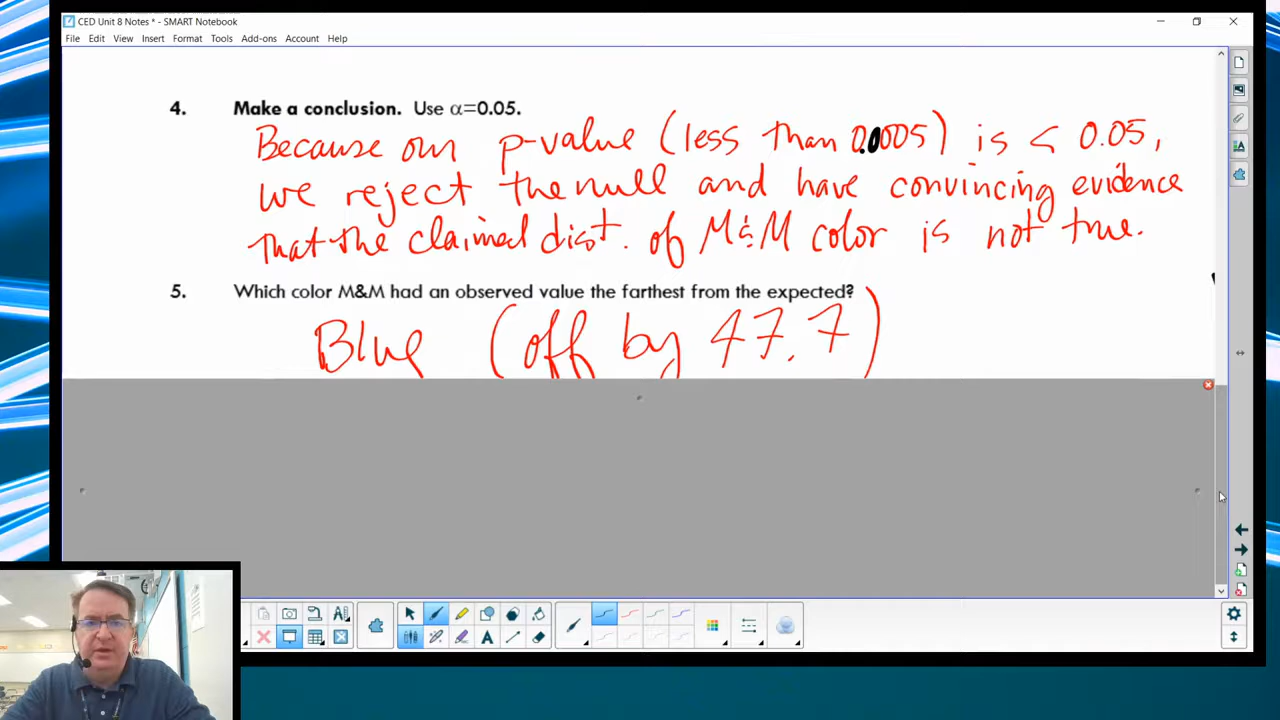 CED Unit 8 Notes * - SMART Notebook
File Edit View Insert Format Tools Add-ons Account Help
4. Make a conclusion. Use α=0.05.
Because our p-value (less than 0.0005) is < 0.05,
we reject the null and have convincing evidence
that the claimed dist. of M&M color is not true.
5. Which color M&M had an observed value the farthest from the expected?
Blue (off by 47.7)